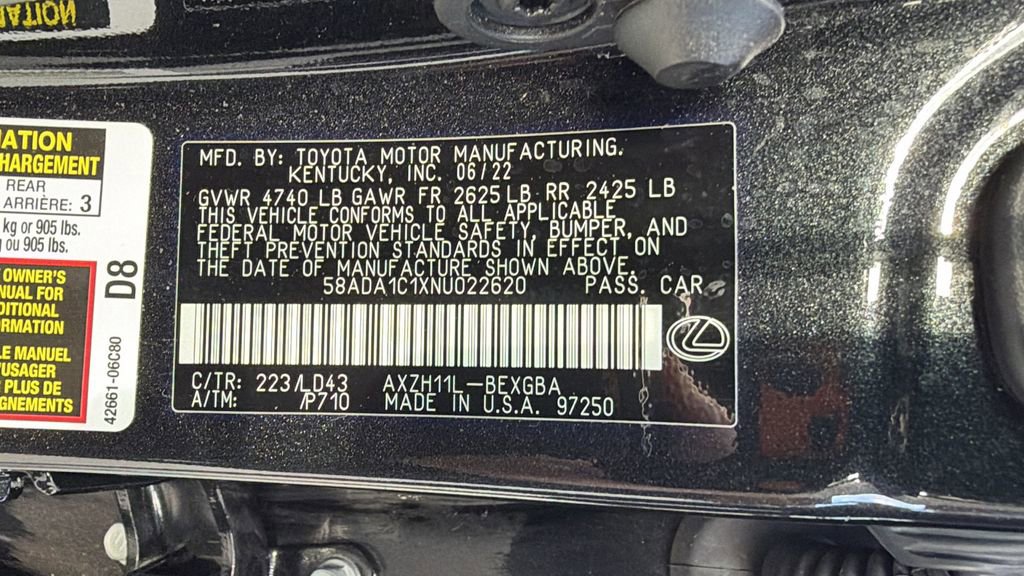 MATION
MATION
HARGEMENT
REAR
ARRIÈRE: 3
kg or 905 lbs.
ou 905 lbs.
OWNER'S
NUAL FOR
DITIONAL
ORMATION
LE MANUEL
'USAGER
PLUS DE
GNEMENTS
D8
42661-06C80
MFD. BY: TOYOTA MOTOR MANUFACTURING.
KENTUCKY, INC. 06/22
GVWR 4740 LB GAWR FR 2625 LB RR 2425 LB
THIS VEHICLE CONFORMS TO ALL APPLICABLE
FEDERAL MOTOR VEHICLE SAFETY, BUMPER, AND
THEFT PREVENTION STANDARDS IN EFFECT ON
THE DATE OF MANUFACTURE SHOWN ABOVE.
58ADA1C1XNU022620 PASS. CAR
C/TR: 223/LD43 AXZH11L-BEXGBA
A/TM: /P710 MADE IN U.S.A. 97250